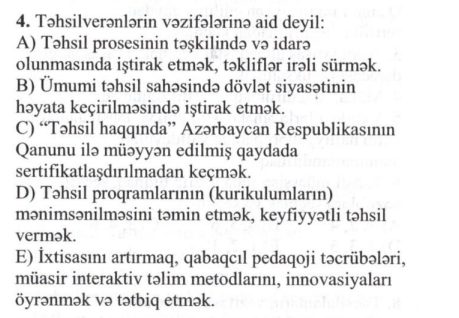 4. Təhsilverənlərin vəzifələrinə aid deyil:
A) Təhsil prosesinin təşkilində və idarə
olunmasında iştirak etmək, təkliflər irəli sürmək.
B) Ümumi təhsil sahəsində dövlət siyasətinin
həyata keçirilməsində iştirak etmək.
C) “Təhsil haqqında” Azərbaycan Respublikasının
Qanunu ilə müəyyən edilmiş qaydada
sertifikatlaşdırılmadan keçmək.
D) Təhsil proqramlarının (kurikulumların)
mənimsənilməsini təmin etmək, keyfiyyətli təhsil
vermək.
E) İxtisasını artırmaq, qabaqcıl pedaqoji təcrübələri,
müasir interaktiv təlim metodlarını, innovasiyaları
öyrənmək və tətbiq etmək.